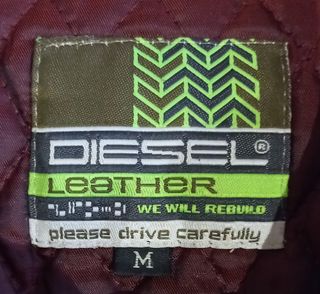 DIESEL®
LEATHER
WE WILL REBUILD
please drive carefully
M